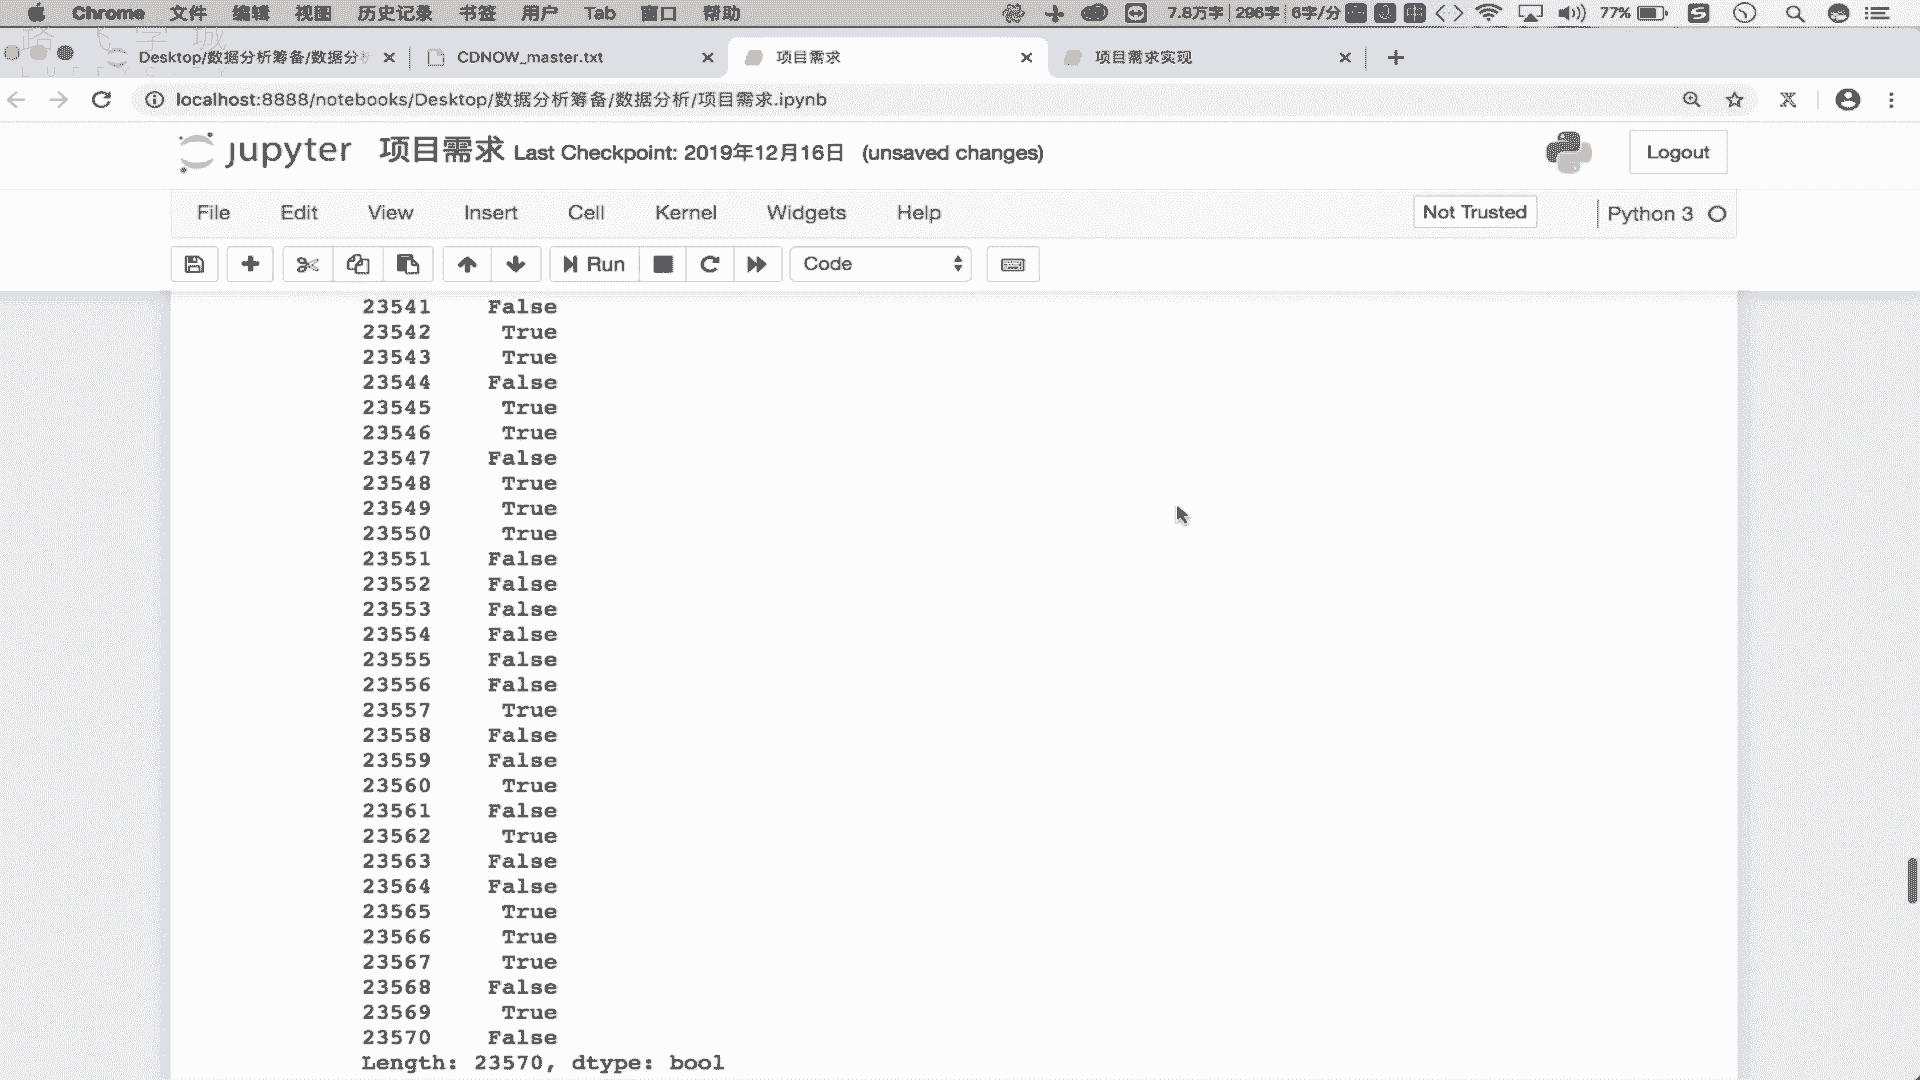 Chrome 文件 编辑 视图 历史记录 书签 用户 Tab 窗口 帮助 7.8万字 296字 6字/分 77%
Desktop/数据分析筹备/数据分 CDNOW_master.txt 项目需求 项目需求实现
localhost:8888/notebooks/Desktop/数据分析筹备/数据分析/项目需求.ipynb
jupyter 项目需求 Last Checkpoint: 2019年12月16日 (unsaved changes) Logout
File Edit View Insert Cell Kernel Widgets Help Not Trusted Python 3
Run Code
23541 False
23542 True
23543 True
23544 False
23545 True
23546 True
23547 False
23548 True
23549 True
23550 True
23551 False
23552 False
23553 False
23554 False
23555 False
23556 False
23557 True
23558 False
23559 False
23560 True
23561 False
23562 True
23563 False
23564 False
23565 True
23566 True
23567 True
23568 False
23569 True
23570 False
Length: 23570, dtype: bool